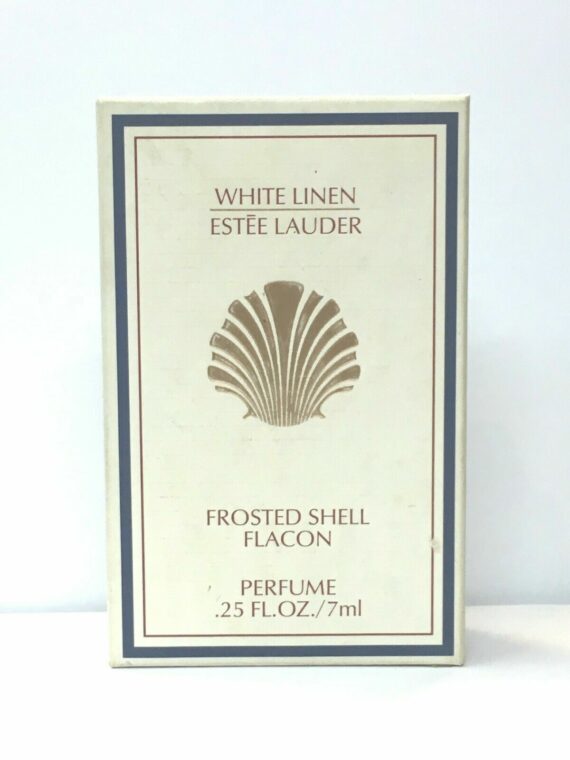 WHITE LINEN
ESTĒE LAUDER
FROSTED SHELL
FLACON
PERFUME
.25 FL.OZ./7ml